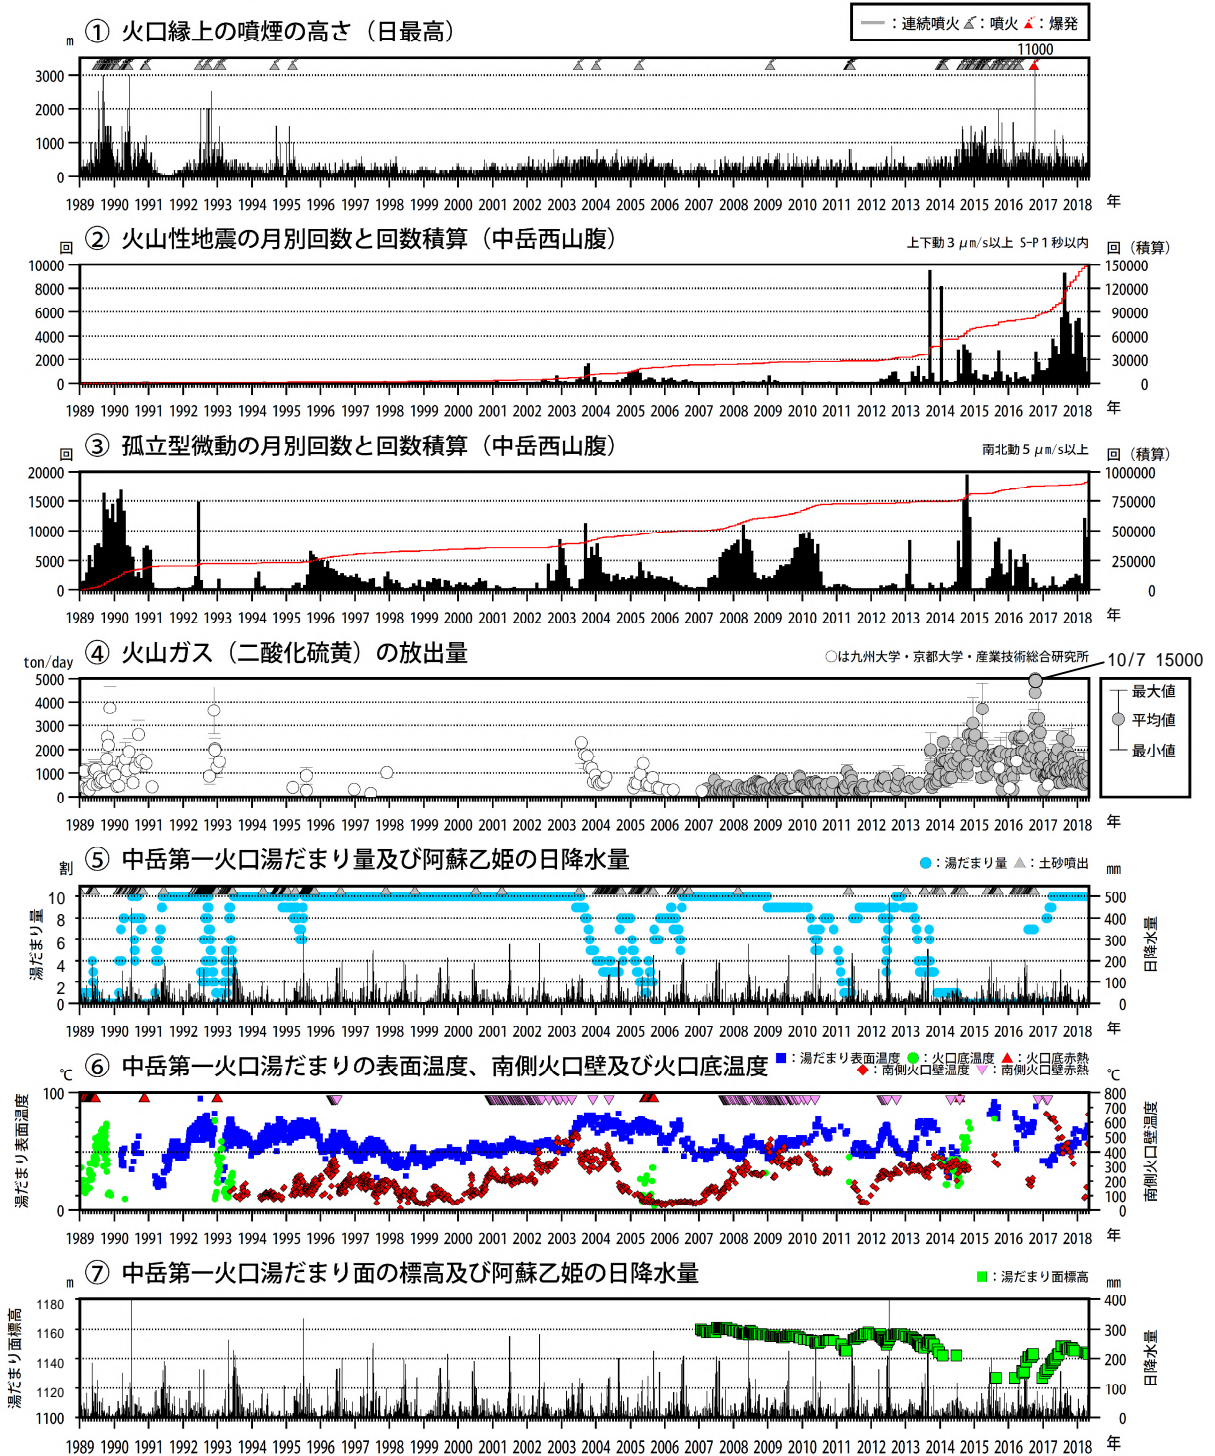 ① 火口縁上の噴煙の高さ（日最高）
：連続噴火 ：噴火 ：爆発
m
11000
3000
2000
1000
0
1989 1990 1991 1992 1993 1994 1995 1996 1997 1998 1999 2000 2001 2002 2003 2004 2005 2006 2007 2008 2009 2010 2011 2012 2013 2014 2015 2016 2017 2018 年
② 火山性地震の月別回数と回数積算（中岳西山腹）
上下動３μm/s以上 S-P１秒以内
回 回（積算）
10000 150000
8000 120000
6000 90000
4000 60000
2000 30000
0 0
1989 1990 1991 1992 1993 1994 1995 1996 1997 1998 1999 2000 2001 2002 2003 2004 2005 2006 2007 2008 2009 2010 2011 2012 2013 2014 2015 2016 2017 2018 年
③ 孤立型微動の月別回数と回数積算（中岳西山腹）
南北動５μm/s以上
回 回（積算）
20000 1000000
15000 750000
10000 500000
5000 250000
0 0
1989 1990 1991 1992 1993 1994 1995 1996 1997 1998 1999 2000 2001 2002 2003 2004 2005 2006 2007 2008 2009 2010 2011 2012 2013 2014 2015 2016 2017 2018 年
④ 火山ガス（二酸化硫黄）の放出量
ton/day
○は九州大学・京都大学・産業技術総合研究所
10/7 15000
5000
4000
3000
2000
1000
0
最大値
平均値
最小値
1989 1990 1991 1992 1993 1994 1995 1996 1997 1998 1999 2000 2001 2002 2003 2004 2005 2006 2007 2008 2009 2010 2011 2012 2013 2014 2015 2016 2017 2018 年
⑤ 中岳第一火口湯だまり量及び阿蘇乙姫の日降水量
：湯だまり量 ：土砂噴出
割 mm
10 500
8 400
6 300
4 200
2 100
0 0
湯だまり量
日降水量
1989 1990 1991 1992 1993 1994 1995 1996 1997 1998 1999 2000 2001 2002 2003 2004 2005 2006 2007 2008 2009 2010 2011 2012 2013 2014 2015 2016 2017 2018 年
⑥ 中岳第一火口湯だまりの表面温度、南側火口壁及び火口底温度
：湯だまり表面温度 ：火口底温度 ：火口底赤熱
：南側火口壁温度 ：南側火口壁赤熱
℃ ℃
100 800
700
600
500
400
300
200
100
0 0
湯だまり表面温度
南側火口壁温度
1989 1990 1991 1992 1993 1994 1995 1996 1997 1998 1999 2000 2001 2002 2003 2004 2005 2006 2007 2008 2009 2010 2011 2012 2013 2014 2015 2016 2017 2018 年
⑦ 中岳第一火口湯だまり面の標高及び阿蘇乙姫の日降水量
：湯だまり面標高
m mm
1180 400
1160 300
1140 200
1120 100
1100 0
湯だまり面標高
日降水量
1989 1990 1991 1992 1993 1994 1995 1996 1997 1998 1999 2000 2001 2002 2003 2004 2005 2006 2007 2008 2009 2010 2011 2012 2013 2014 2015 2016 2017 2018 年